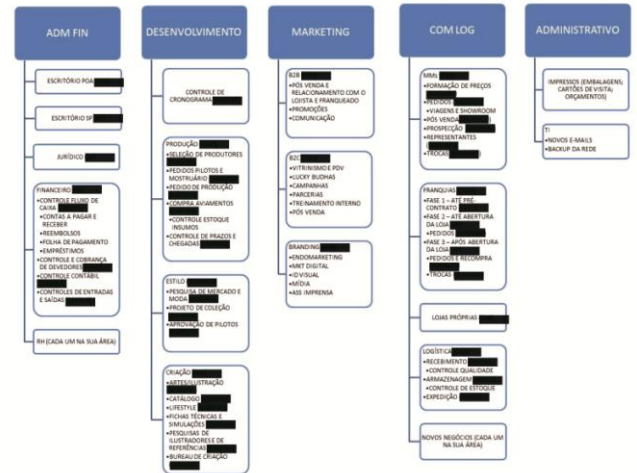 ADM FIN
ESCRITÓRIO POA
ESCRITÓRIO SP
JURÍDICO
FINANCEIRO
•CONTROLE FLUXO DE
CAIXA
•CONTAS A PAGAR E
RECEBER
•REEMBOLSOS
•FOLHA DE PAGAMENTO
•EMPRÉSTIMOS
•CONTROLE E COBRANÇA
DE DEVEDORES
•CONTROLE CONTÁBIL
•CONTROLES DE ENTRADAS
E SAÍDAS
RH (CADA UM NA SUA ÁREA)
DESENVOLVIMENTO
CONTROLE DE
CRONOGRAMA
PRODUÇÃO
•SELEÇÃO DE PRODUTORES
•PEDIDOS PILOTOS E
MOSTRUÁRIO
•PEDIDO DE PRODUÇÃO
•COMPRA AVIAMENTOS
•CONTROLE ESTOQUE
INSUMOS
•CONTROLE DE PRAZOS E
CHEGADAS
ESTILO
•PESQUISA DE MERCADO E
MODA
•PROJETO DE COLEÇÃO
•APROVAÇÃO DE PILOTOS
CRIAÇÃO
•ARTES/ILUSTRAÇÃO
•CATÁLOGO
•LIFESTYLE
•FICHAS TÉCNICAS E
SIMULAÇÕES
•PESQUISAS DE
ILUSTRADORES E DE
REFERÊNCIAS
•BUREAU DE CRIAÇÃO
MARKETING
B2B
•PÓS VENDA E
RELACIONAMENTO COM O
LOJISTA E FRANQUEADO
•PROMOÇÕES
•COMUNICAÇÃO
B2C
•VITRINISMO E PDV
•LUCKY BUDHAS
•CAMPANHAS
•PARCERIAS
•TREINAMENTO INTERNO
•PÓS VENDA
BRANDING
•ENDOMARKETING
•MKT DIGITAL
•ID VISUAL
•MÍDIA
•ASS IMPRENSA
COM LOG
MMs
•FORMAÇÃO DE PREÇOS
•PEDIDOS
•VIAGENS E SHOWROOM
•PÓS VENDA
•PROSPECÇÃO
•REPRESENTANTES
•TROCAS
FRANQUIAS
•FASE 1 – ATÉ PRÉ-
CONTRATO
•FASE 2 – ATÉ ABERTURA
DA LOJA
•PEDIDOS
•FASE 3 – APÓS ABERTURA
DA LOJA
•PEDIDOS E RECOMPRA
•TROCAS
LOJAS PRÓPRIAS
LOGÍSTICA
•RECEBIMENTO
•CONTROLE QUALIDADE
•ARMAZENAGEM
•CONTROLE DE ESTOQUE
•EXPEDIÇÃO
NOVOS NEGÓCIOS (CADA UM
NA SUA ÁREA)
ADMINISTRATIVO
IMPRESSOS (EMBALAGENS;
CARTÕES DE VISITA;
ORÇAMENTOS)
TI
•NOVOS E-MAILS
•BACKUP DA REDE